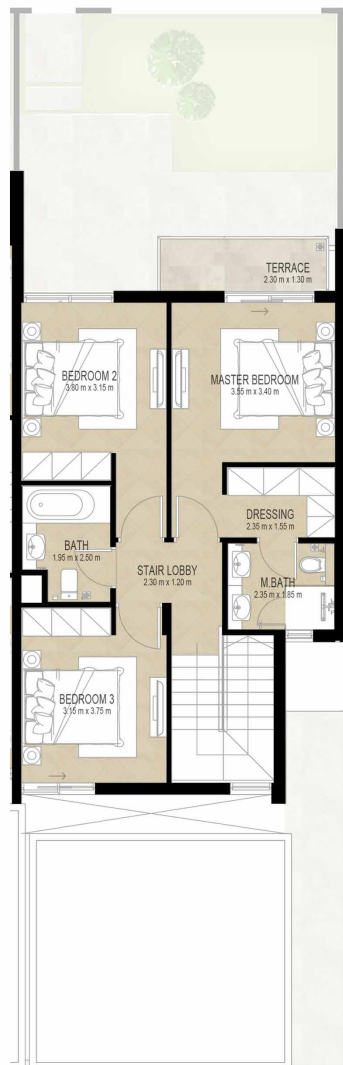 TERRACE
2.30 m x 1.30 m
BEDROOM 2
3.80 m x 3.15 m
MASTER BEDROOM
3.55 m x 3.40 m
DRESSING
2.35 m x 1.55 m
BATH
1.95 m x 2.50 m
STAIR LOBBY
2.30 m x 1.20 m
M.BATH
2.35 m x 1.85 m
BEDROOM 3
3.15 m x 3.75 m